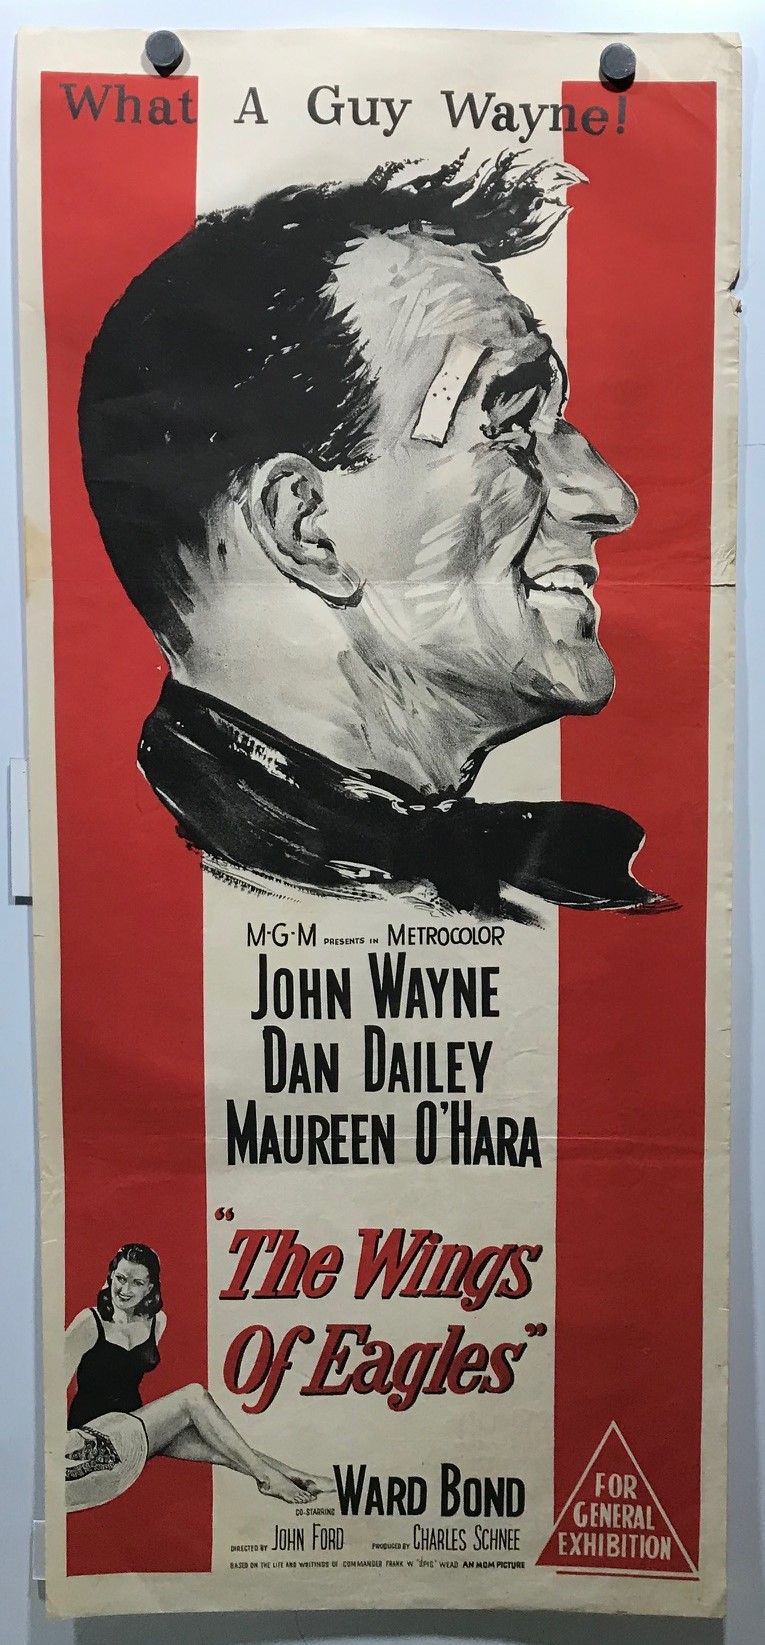 What A Guy Wayne!
M-G-M PRESENTS IN METROCOLOR
JOHN WAYNE
DAN DAILEY
MAUREEN O'HARA
"The Wings
Of Eagles"
CO-STARRING WARD BOND
DIRECTED BY JOHN FORD PRODUCED BY CHARLES SCHNEE
BASED ON THE LIFE AND WRITINGS OF COMMANDER FRANK W. "SPIG" WEAD AN MGM PICTURE
FOR
GENERAL
EXHIBITION